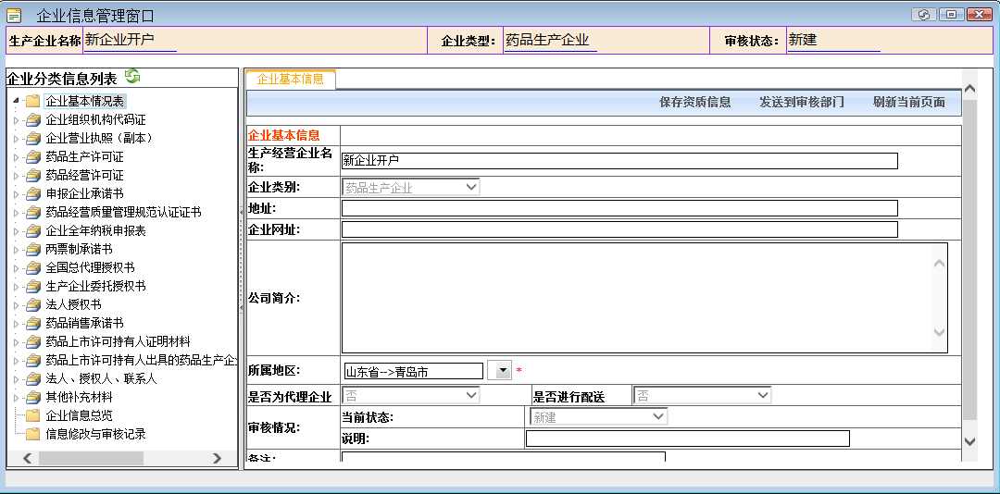 企业信息管理窗口
生产企业名称 新企业开户 企业类型： 药品生产企业 审核状态： 新建
企业分类信息列表
企业基本情况表
企业组织机构代码证
企业营业执照（副本）
药品生产许可证
药品经营许可证
申报企业承诺书
药品经营质量管理规范认证证书
企业全年纳税申报表
两票制承诺书
全国总代理授权书
生产企业委托授权书
法人授权书
药品销售承诺书
药品上市许可持有人证明材料
药品上市许可持有人出具的药品生产企
法人、授权人、联系人
其他补充材料
企业信息总览
信息修改与审核记录
企业基本信息
保存资质信息 发送到审核部门 刷新当前页面
企业基本信息
生产经营企业名
称： 新企业开户
企业类别： 药品生产企业
地址：
企业网址：
公司简介：
所属地区： 山东省-->青岛市 *
是否为代理企业 否 是否进行配送 否
审核情况： 当前状态： 新建
说明：
备注：